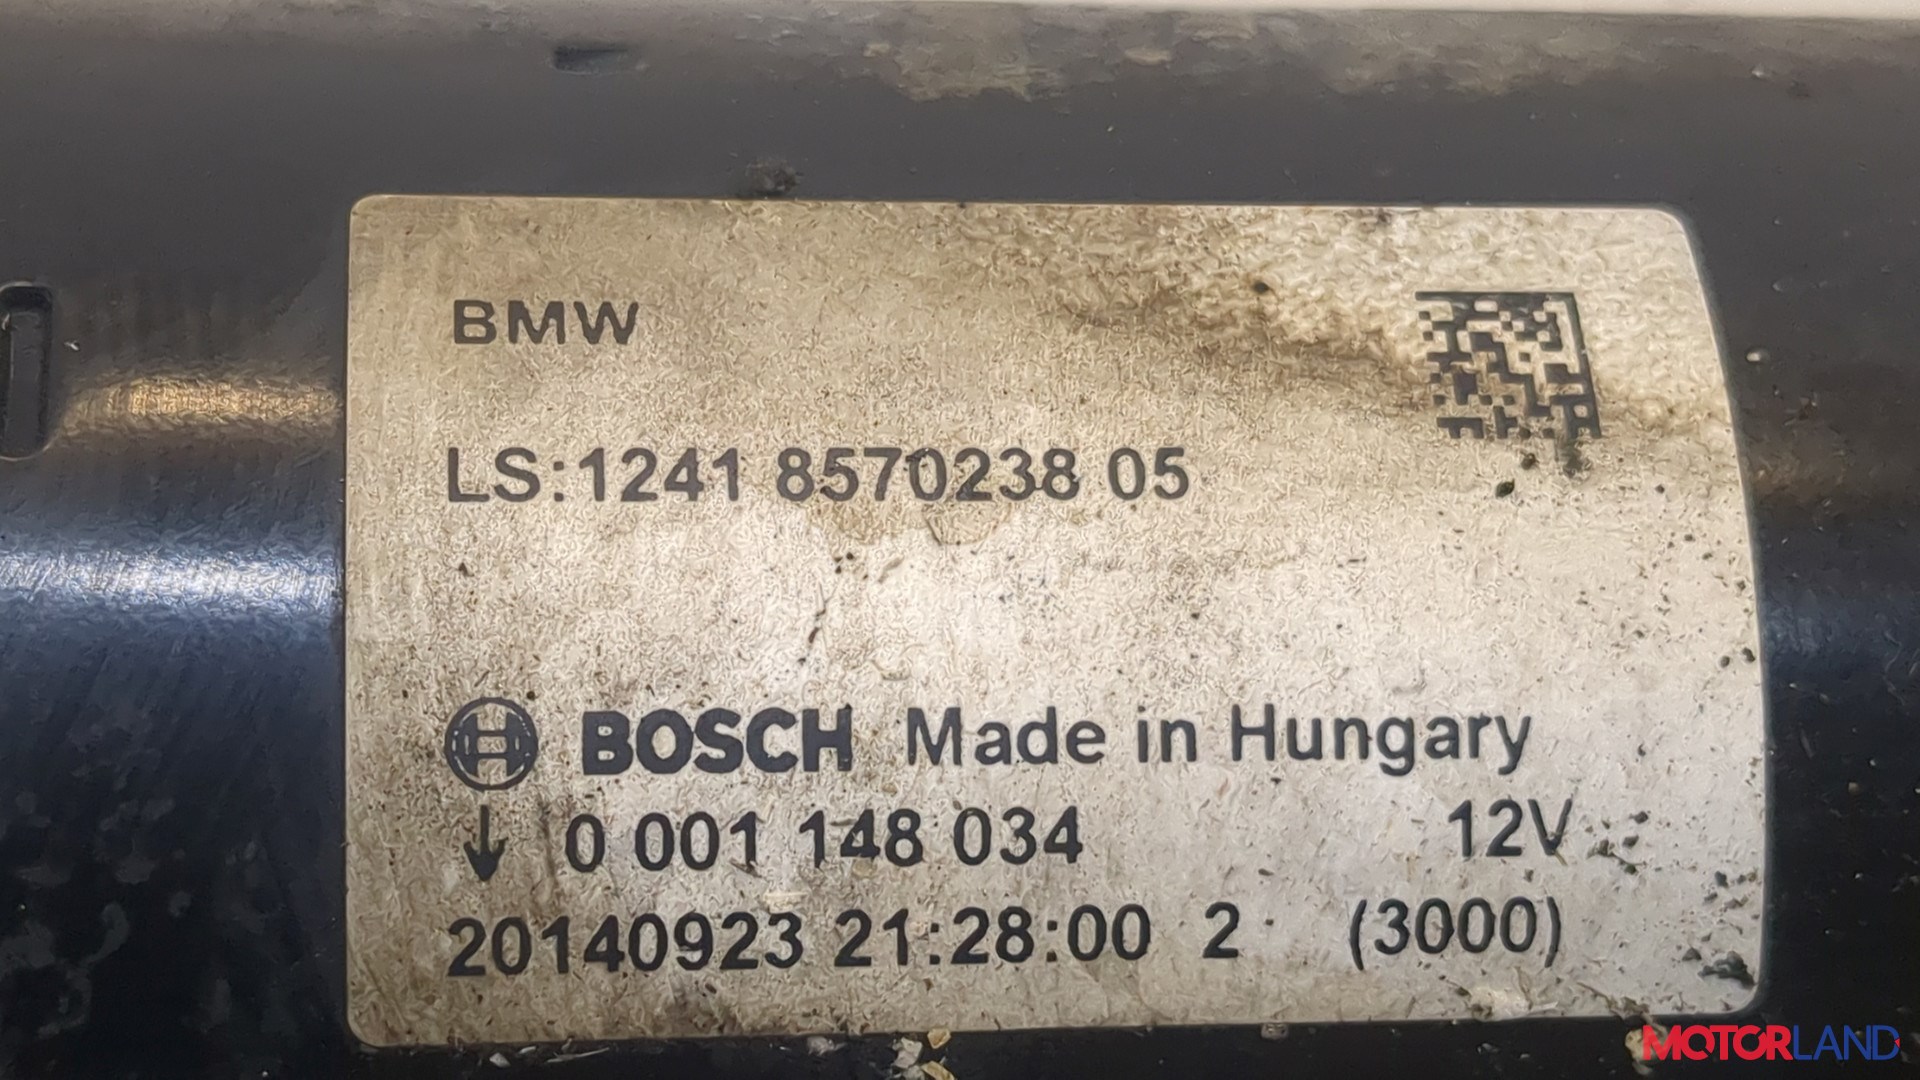 BMW
LS:1241 8570238 05
BOSCH Made in Hungary
↓ 0 001 148 034 12V
20140923 21:28:00 2 (3000)
MOTORLAND